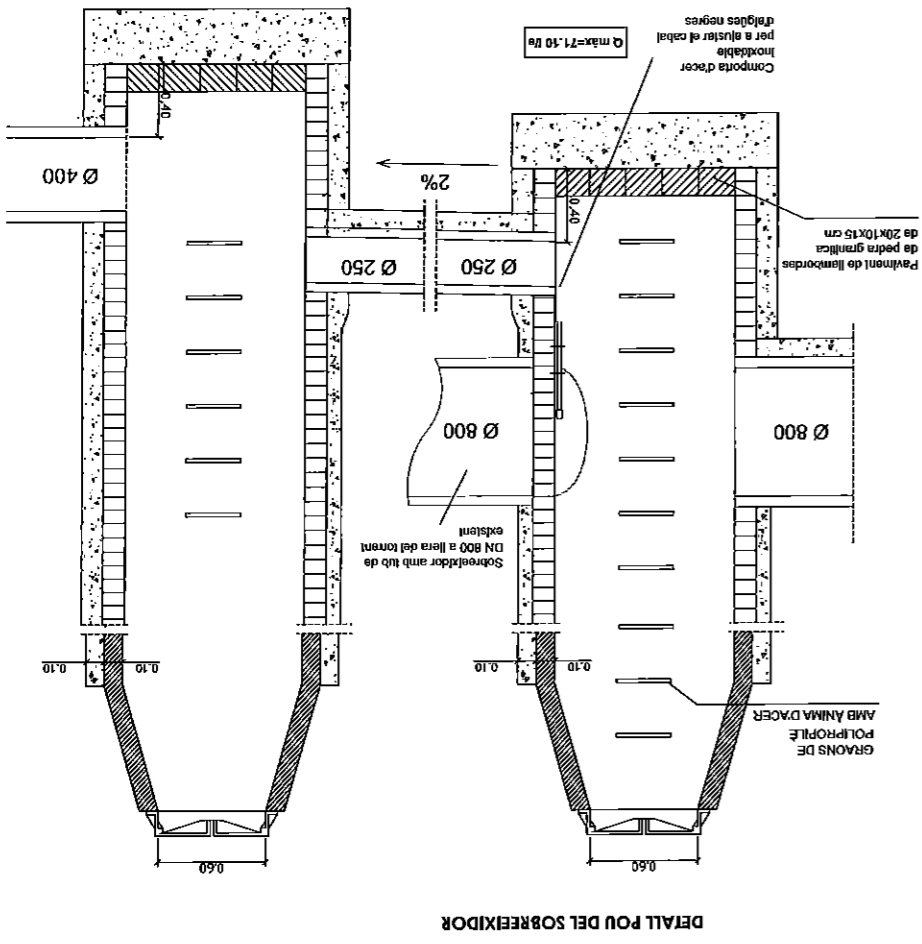 DETALL POU DEL SOBREEIXIDOR
0.60
0.60
GRAONS DE
POLIPROPILÈ
AMB ÀNIMA D'ACER
0.10
0.10
0.10
0.10
Sobreeixidor amb tub de
DN 800 a llera del torrent
existent
Ø 800
Ø 800
Ø 250
Ø 250
2%
Ø 400
Paviment de llambordes
de pedra granítica
de 20x10x15 cm
0,40
0,40
Comporta d'acer
inoxidable
per a ajustar el cabal
d'aigües negres
Q màx=71.10 l/s